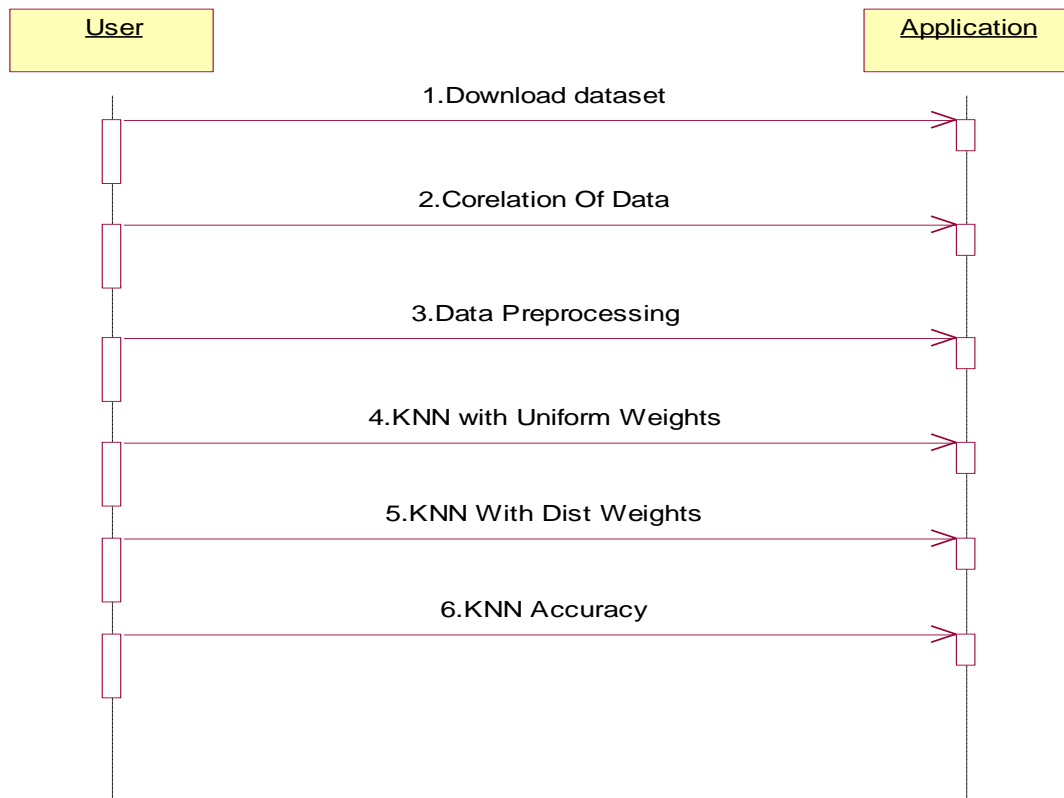 User
Application
1.Download dataset
2.Corelation Of Data
3.Data Preprocessing
4.KNN with Uniform Weights
5.KNN With Dist Weights
6.KNN Accuracy